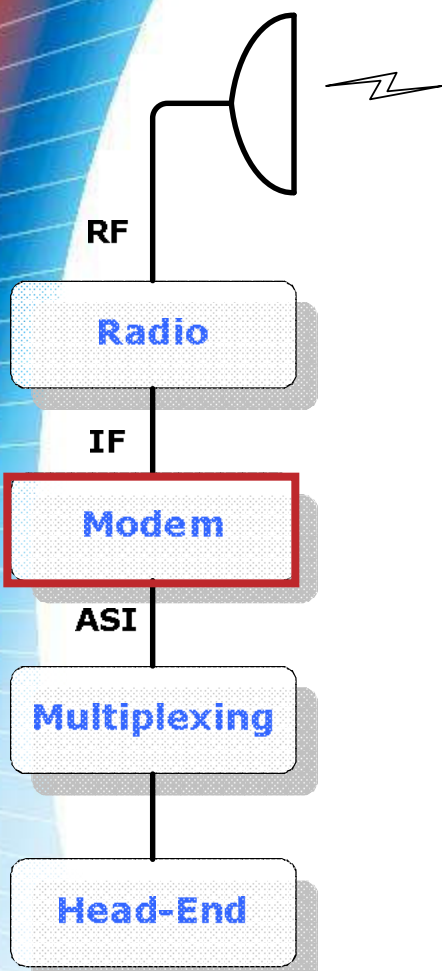 RF
Radio
IF
Modem
ASI
Multiplexing
Head-End